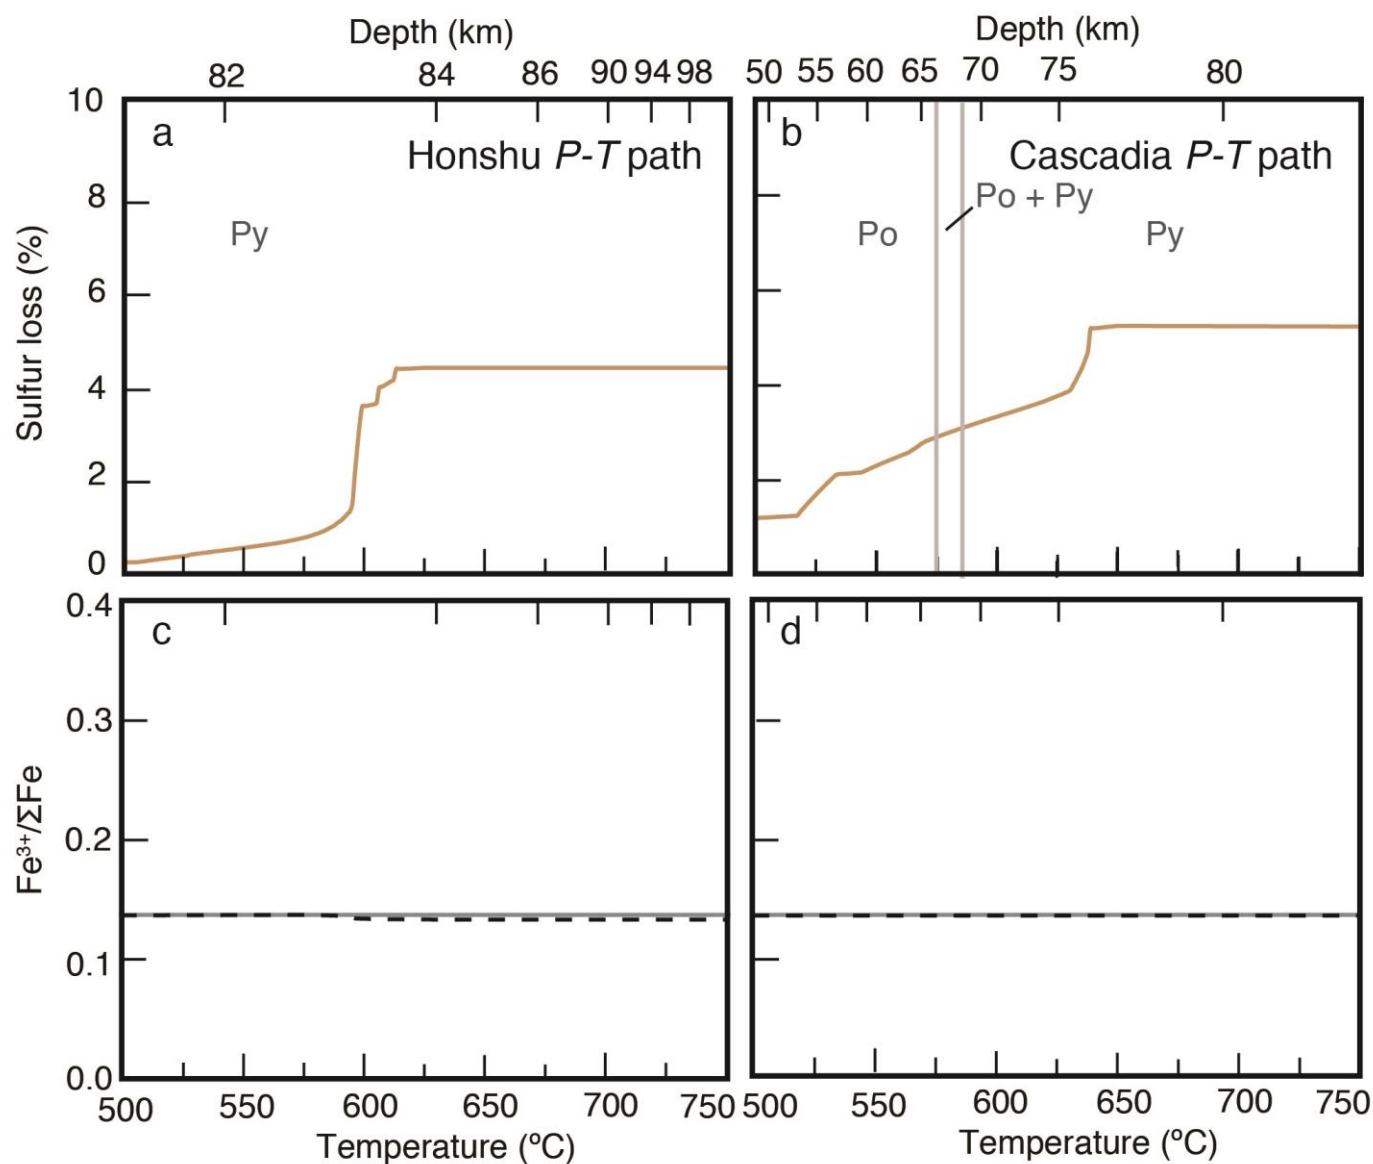 Depth (km)
82 84 86 90 94 98
Depth (km)
50 55 60 65 70 75 80
Sulfur loss (%)
10
8
6
4
2
0
a
Honshu P-T path
Py
b
Cascadia P-T path
Po + Py
Po
Py
Fe³⁺/ΣFe
0.4
0.3
0.2
0.1
0.0
c
d
500 550 600 650 700 750
Temperature (ºC)
500 550 600 650 700 750
Temperature (ºC)